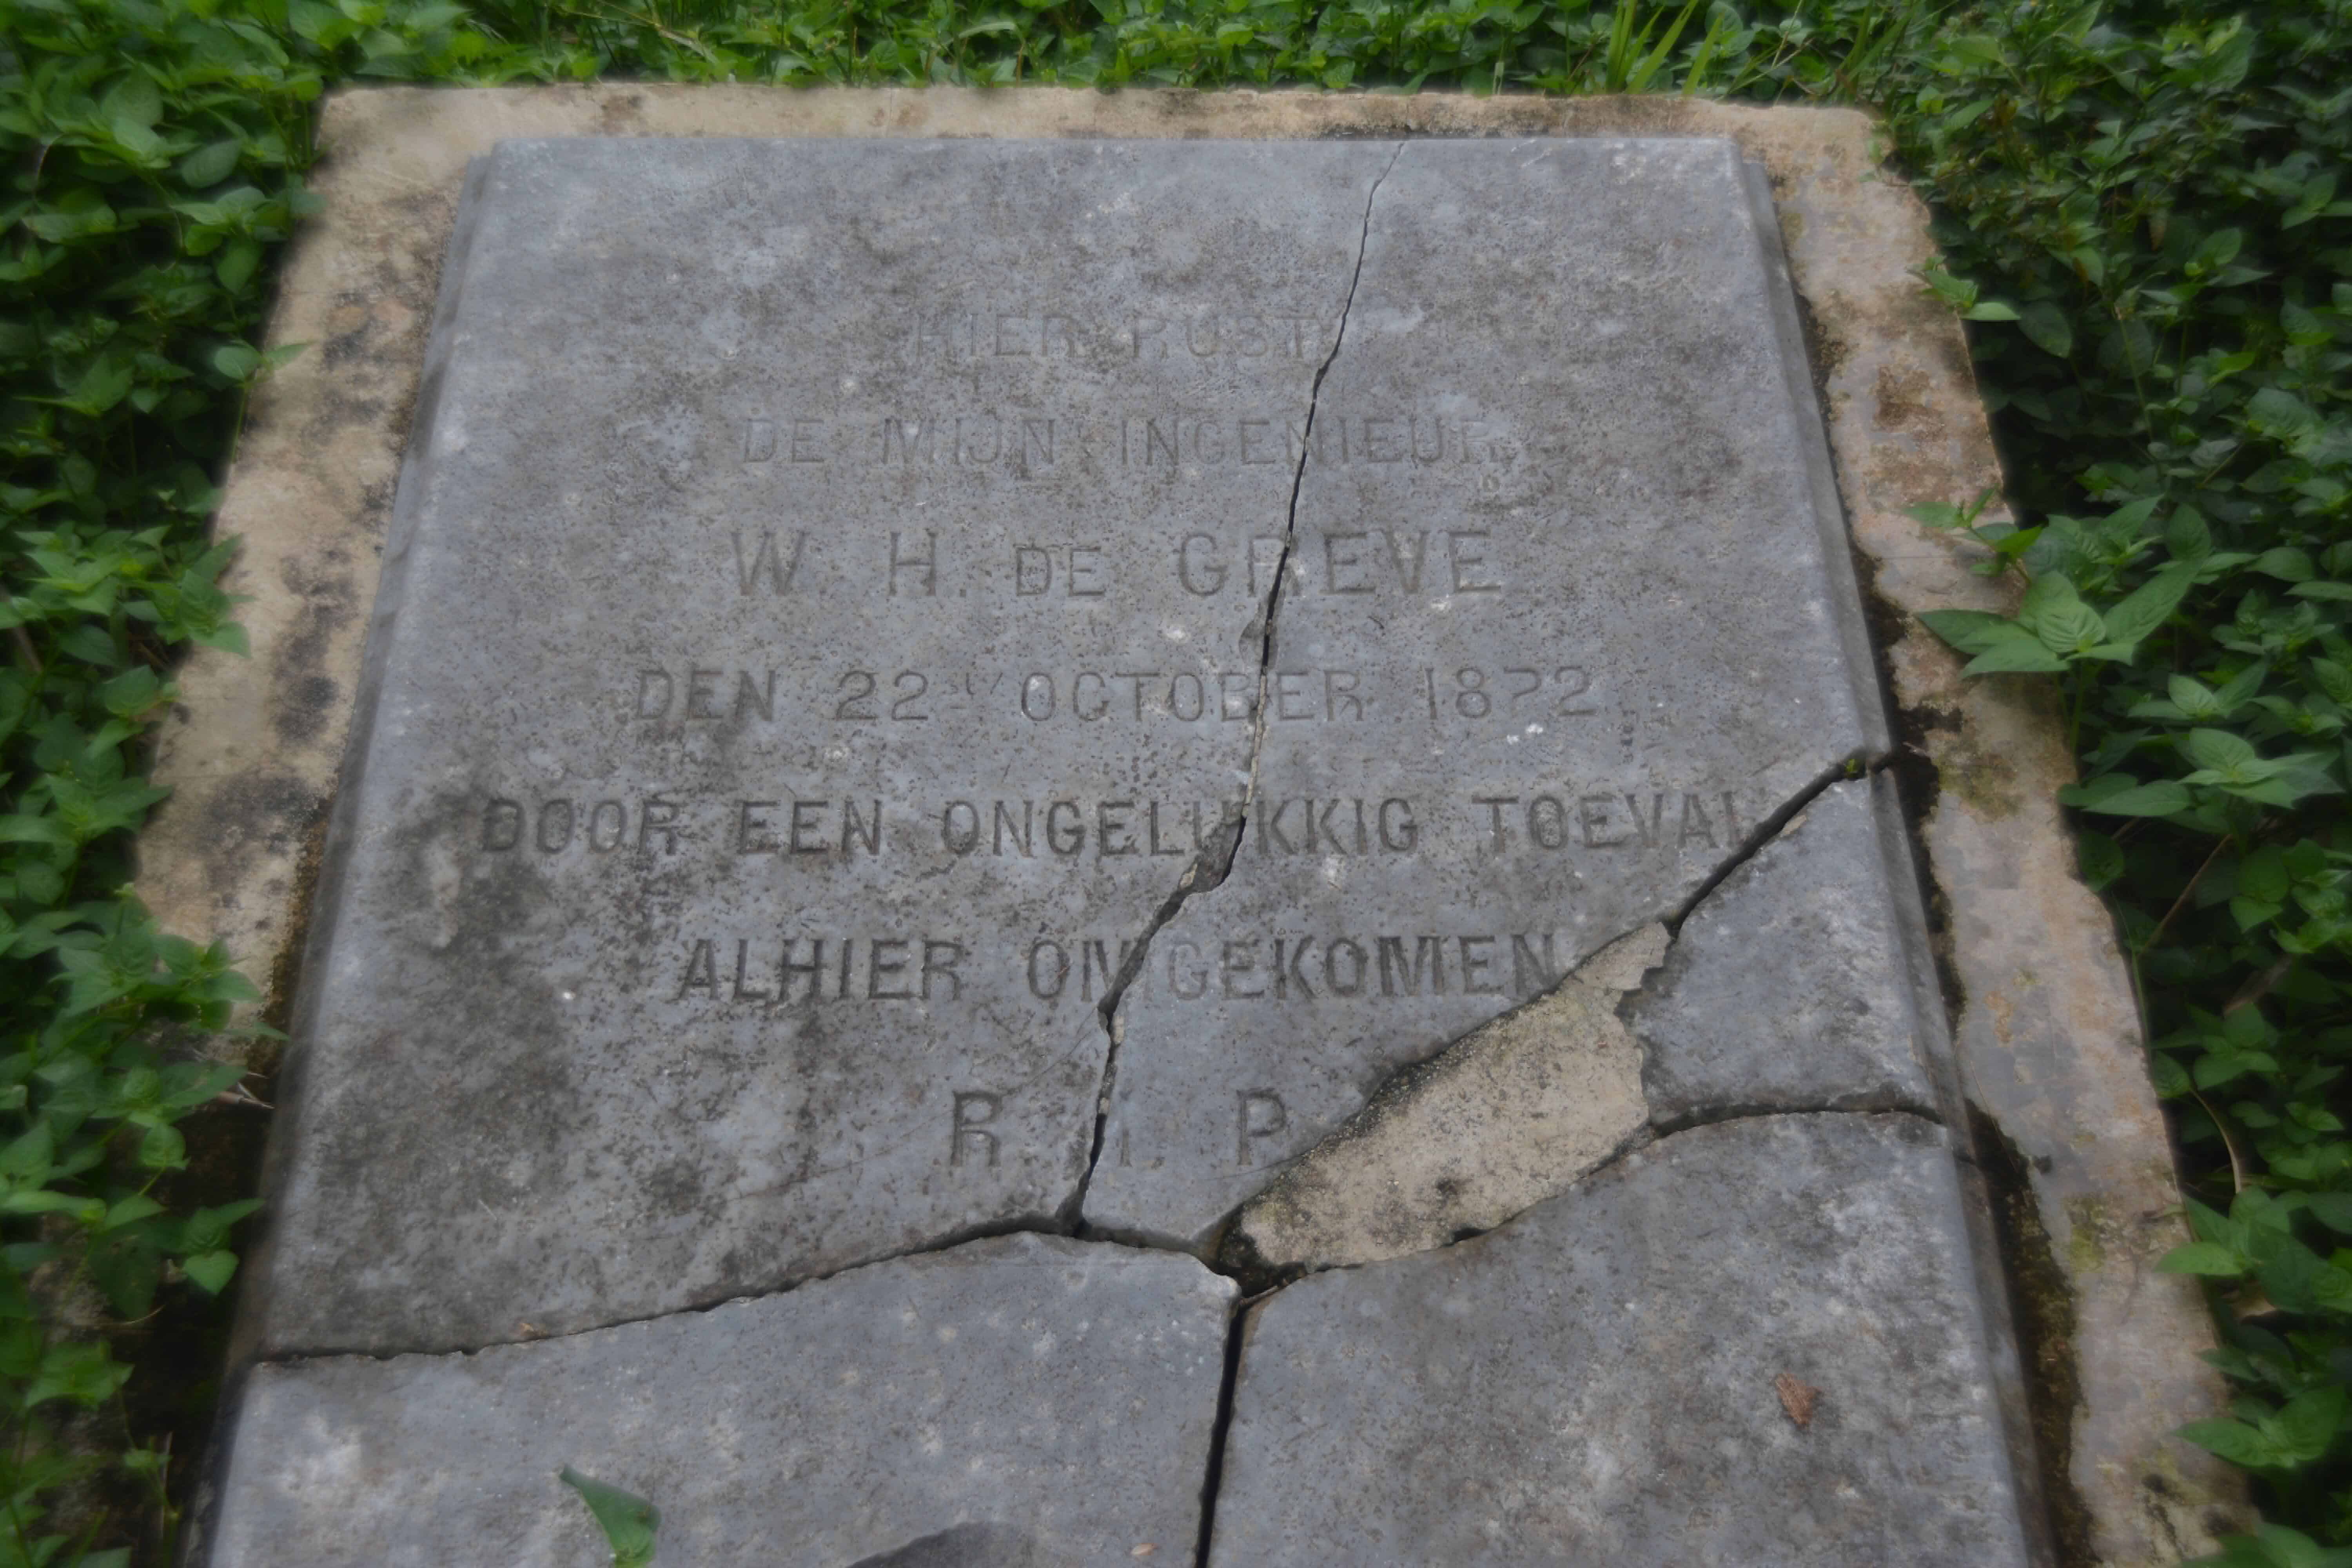 HIER RUST
DE MIJN INGENIEUR
W. H. DE GREVE
DEN 22 OCTOBER 1872
DOOR EEN ONGELUKKIG TOEVAL
ALHIER OMGEKOMEN
R. I. P.